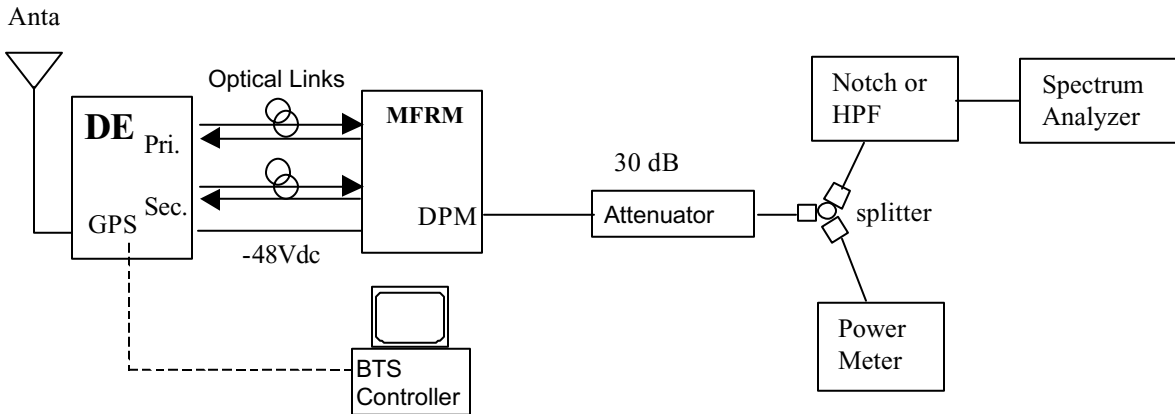 Anta
Optical Links
DE
Pri.
Sec.
GPS
-48Vdc
MFRM
DPM
30 dB
Attenuator
splitter
Notch or
HPF
Spectrum
Analyzer
Power
Meter
BTS
Controller